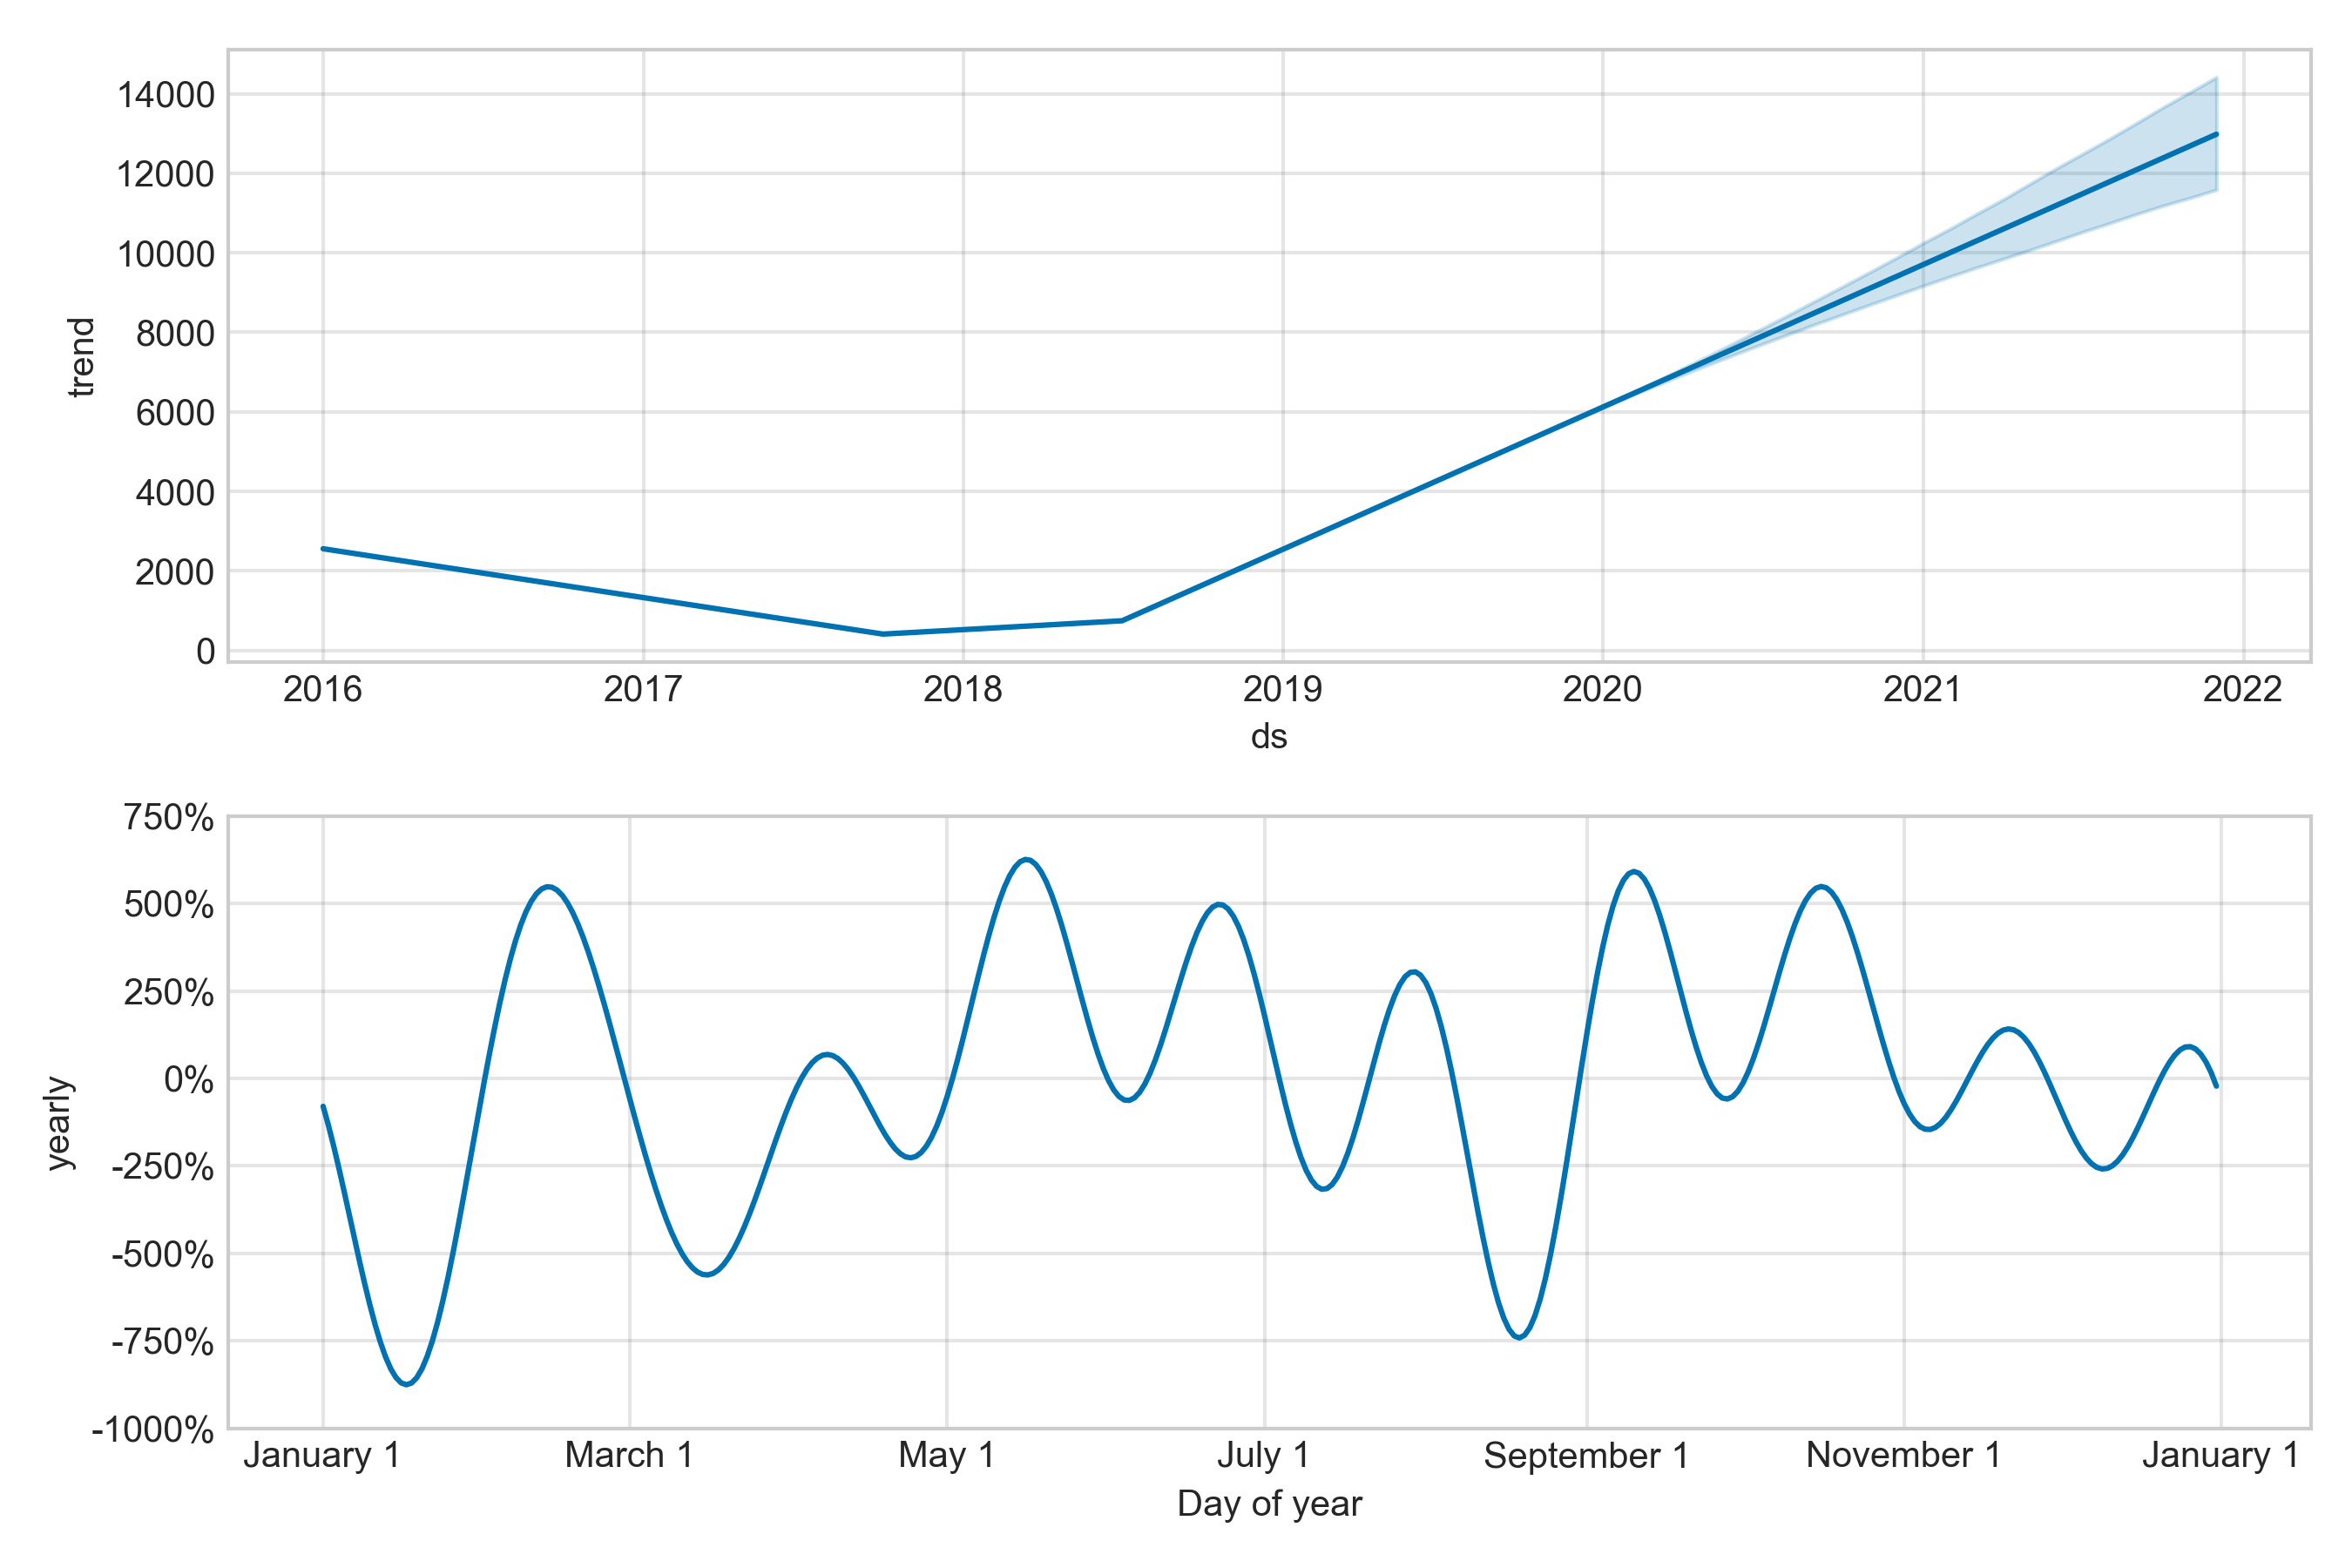 14000
12000
10000
8000
6000
4000
2000
0
trend
2016 2017 2018 2019 2020 2021 2022
ds
750%
500%
250%
0%
-250%
-500%
-750%
-1000%
yearly
January 1 March 1 May 1 July 1 September 1 November 1 January 1
Day of year